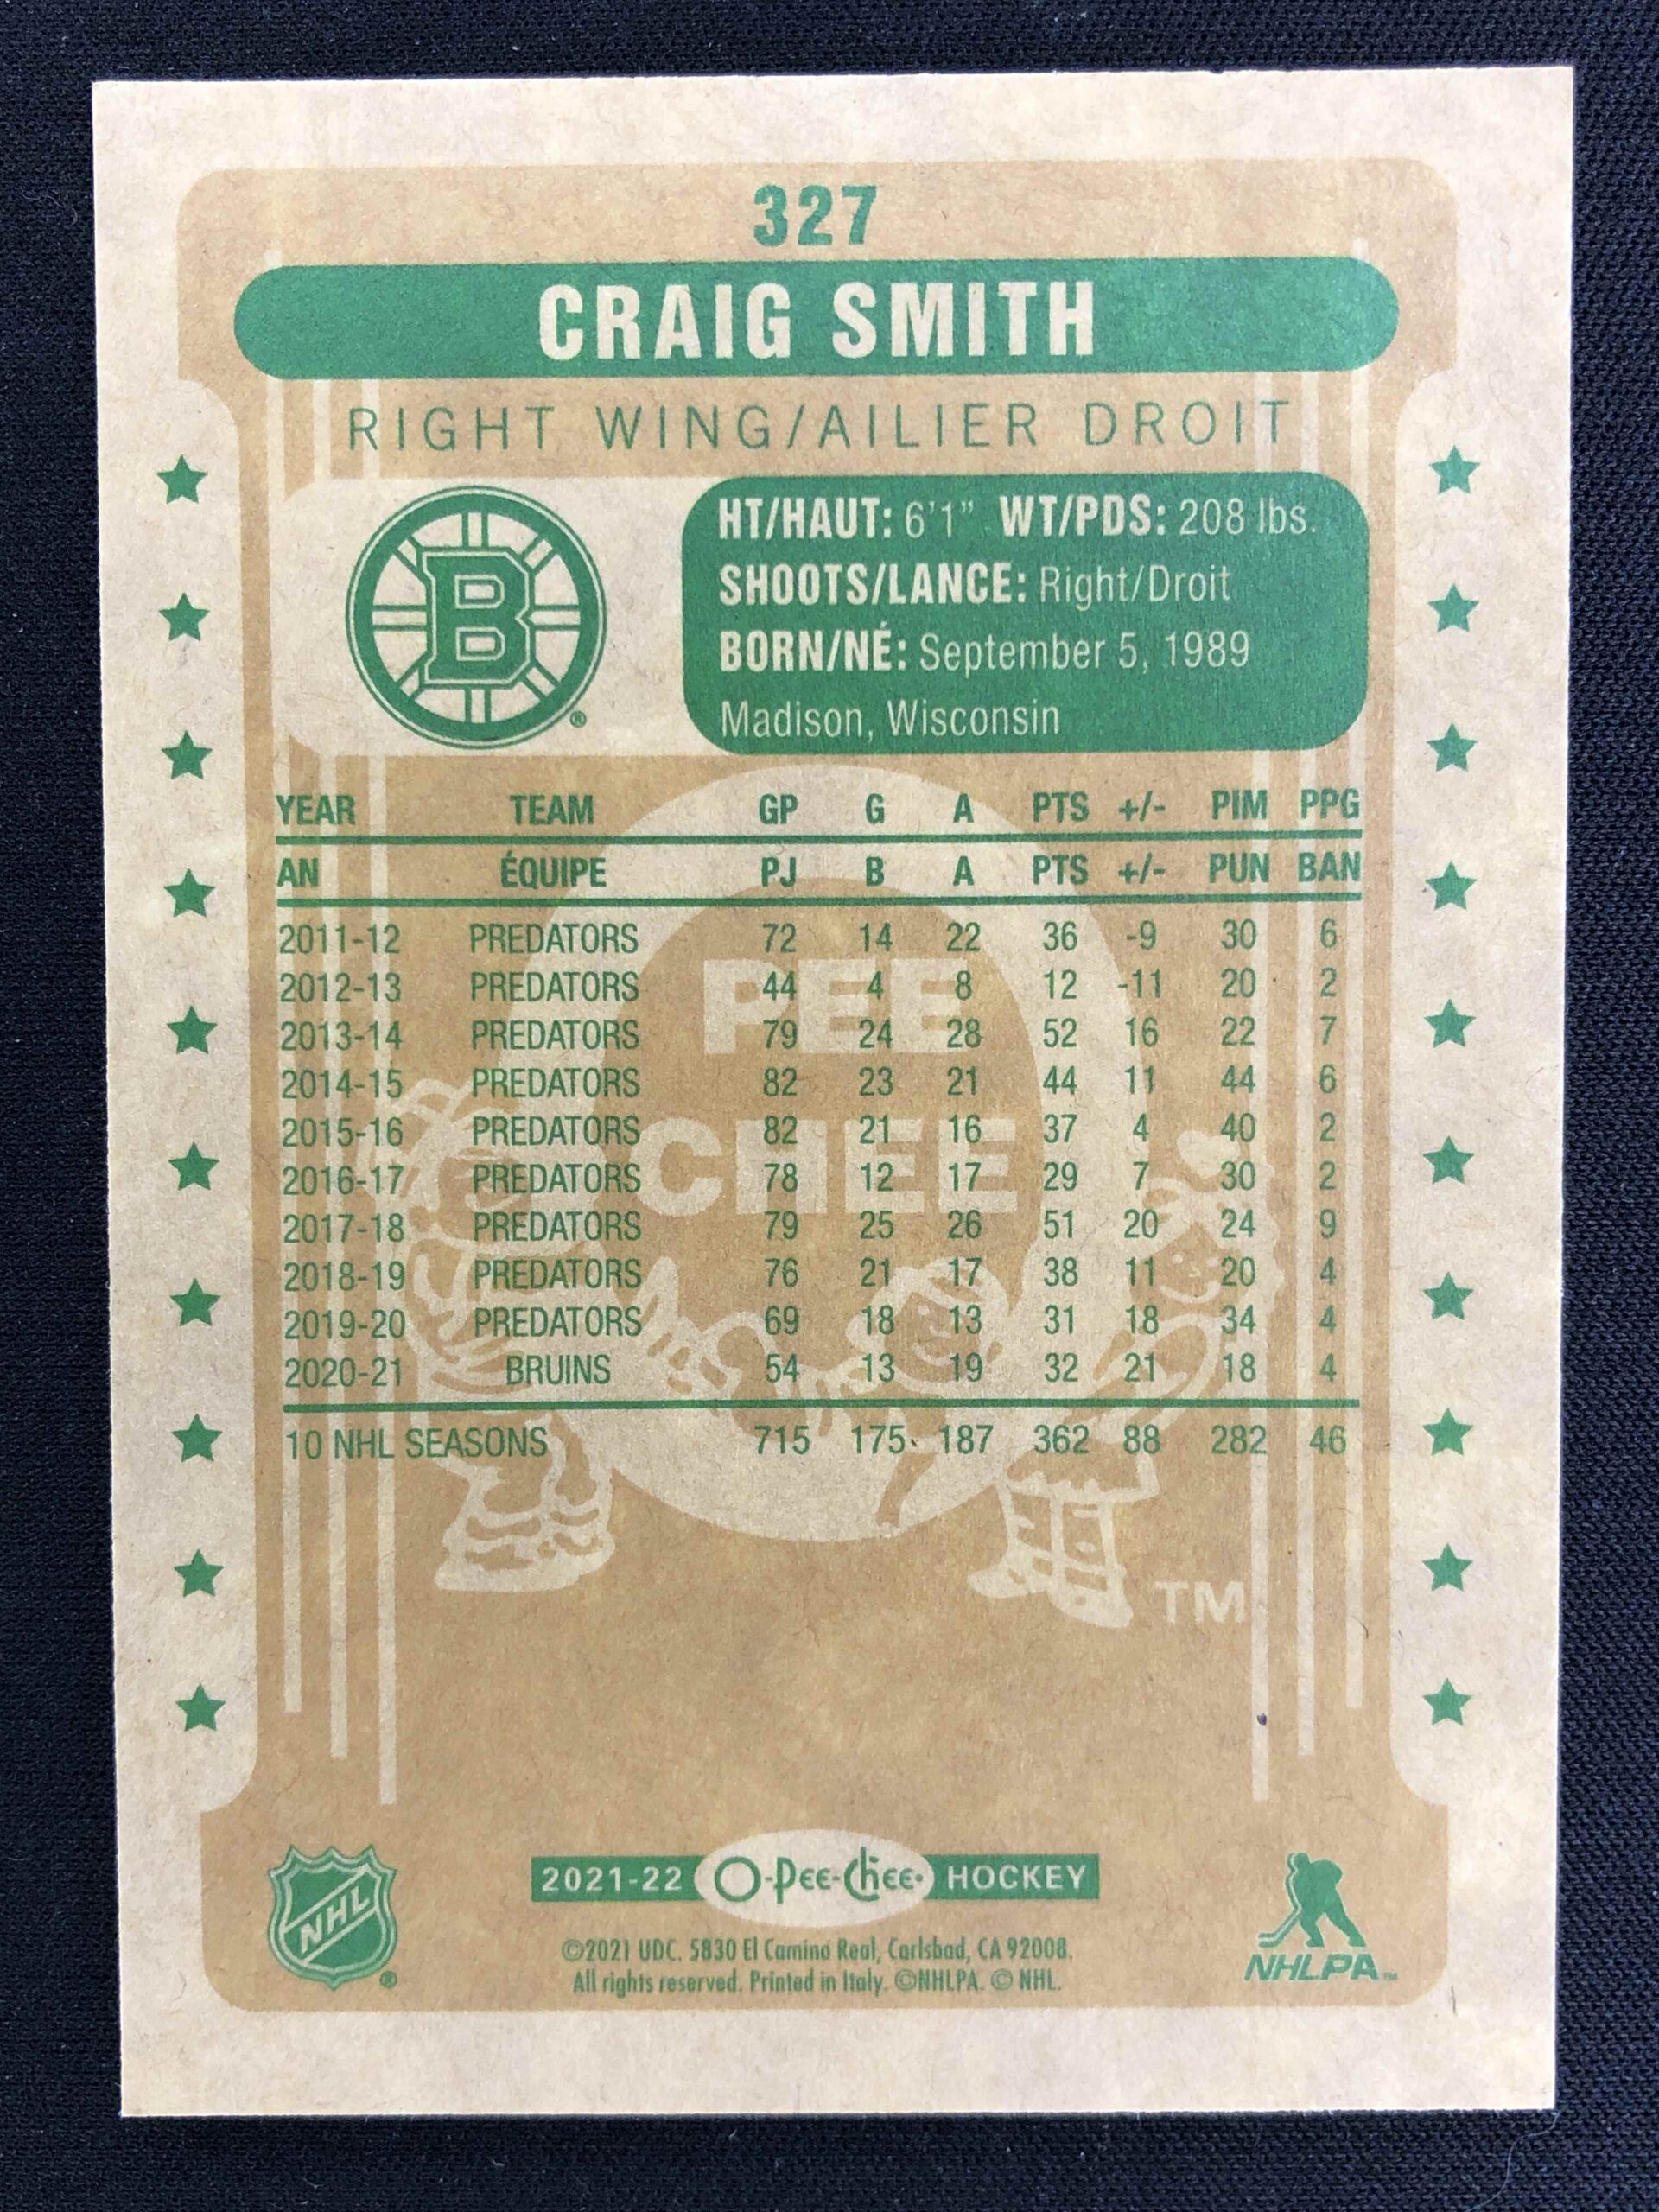 327
CRAIG SMITH
RIGHT WING/AILIER DROIT
B
®
HT/HAUT: 6'1" WT/PDS: 208 lbs.
SHOOTS/LANCE: Right/Droit
BORN/NÉ: September 5, 1989
Madison, Wisconsin
YEAR TEAM GP G A PTS +/- PIM PPG
AN ÉQUIPE PJ B A PTS +/- PUN BAN
2011-12 PREDATORS 72 14 22 36 -9 30 6
2012-13 PREDATORS 44 4 8 12 -11 20 2
2013-14 PREDATORS 79 24 28 52 16 22 7
2014-15 PREDATORS 82 23 21 44 11 44 6
2015-16 PREDATORS 82 21 16 37 4 40 2
2016-17 PREDATORS 78 12 17 29 7 30 2
2017-18 PREDATORS 79 25 26 51 20 24 9
2018-19 PREDATORS 76 21 17 38 11 20 4
2019-20 PREDATORS 69 18 13 31 18 34 4
2020-21 BRUINS 54 13 19 32 21 18 4
10 NHL SEASONS 715 175 187 362 88 282 46
PEE
CHEE
TM
NHL ®
2021-22 O-Pee-Chee HOCKEY
©2021 UDC. 5830 El Camino Real, Carlsbad, CA 92008.
All rights reserved. Printed in Italy. ©NHLPA. © NHL.
NHLPA™